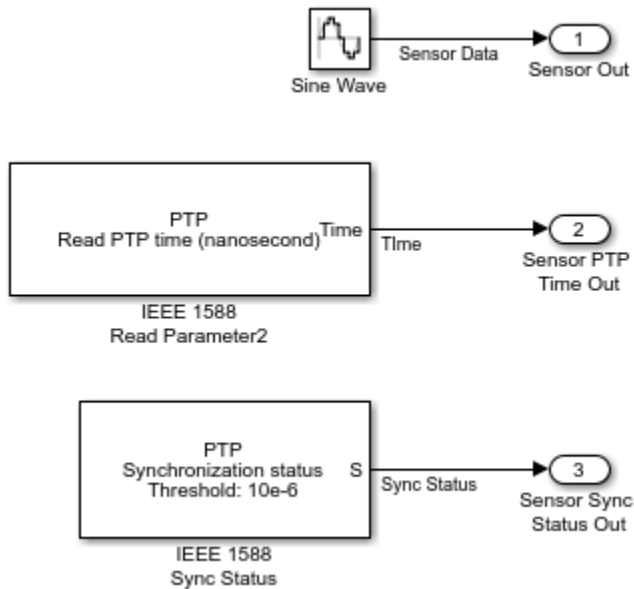 Sensor Data
1
Sine Wave
Sensor Out
PTP
Read PTP time (nanosecond)
Time
TIme
2
Sensor PTP
Time Out
IEEE 1588
Read Parameter2
PTP
Synchronization status
Threshold: 10e-6
S
Sync Status
3
Sensor Sync
Status Out
IEEE 1588
Sync Status